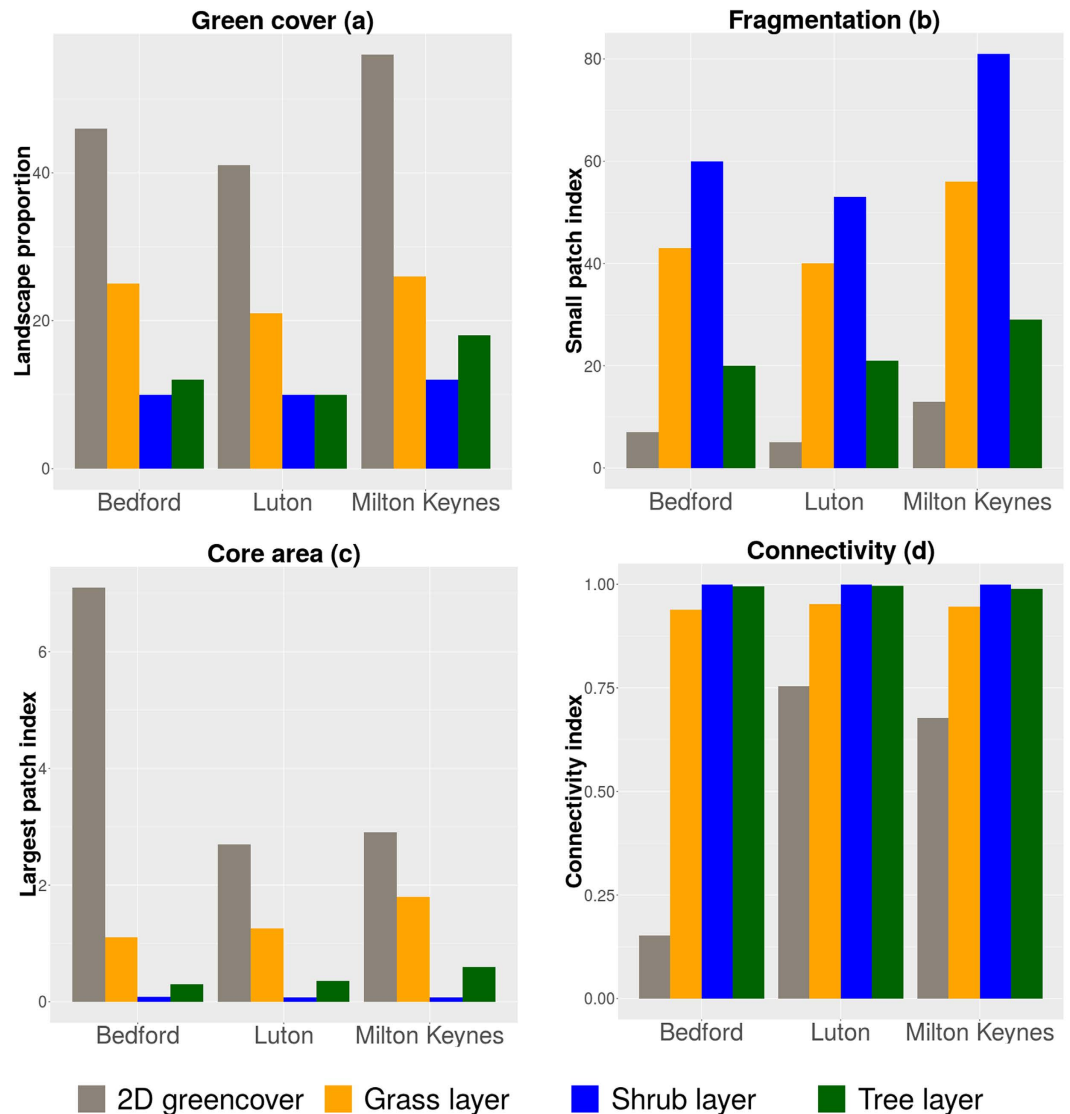 Green cover (a)
Landscape proportion
40
20
0
Bedford Luton Milton Keynes
Fragmentation (b)
Small patch index
80
60
40
20
0
Bedford Luton Milton Keynes
Core area (c)
Largest patch index
6
4
2
0
Bedford Luton Milton Keynes
Connectivity (d)
Connectivity index
1.00
0.75
0.50
0.25
0.00
Bedford Luton Milton Keynes
2D greencover Grass layer Shrub layer Tree layer